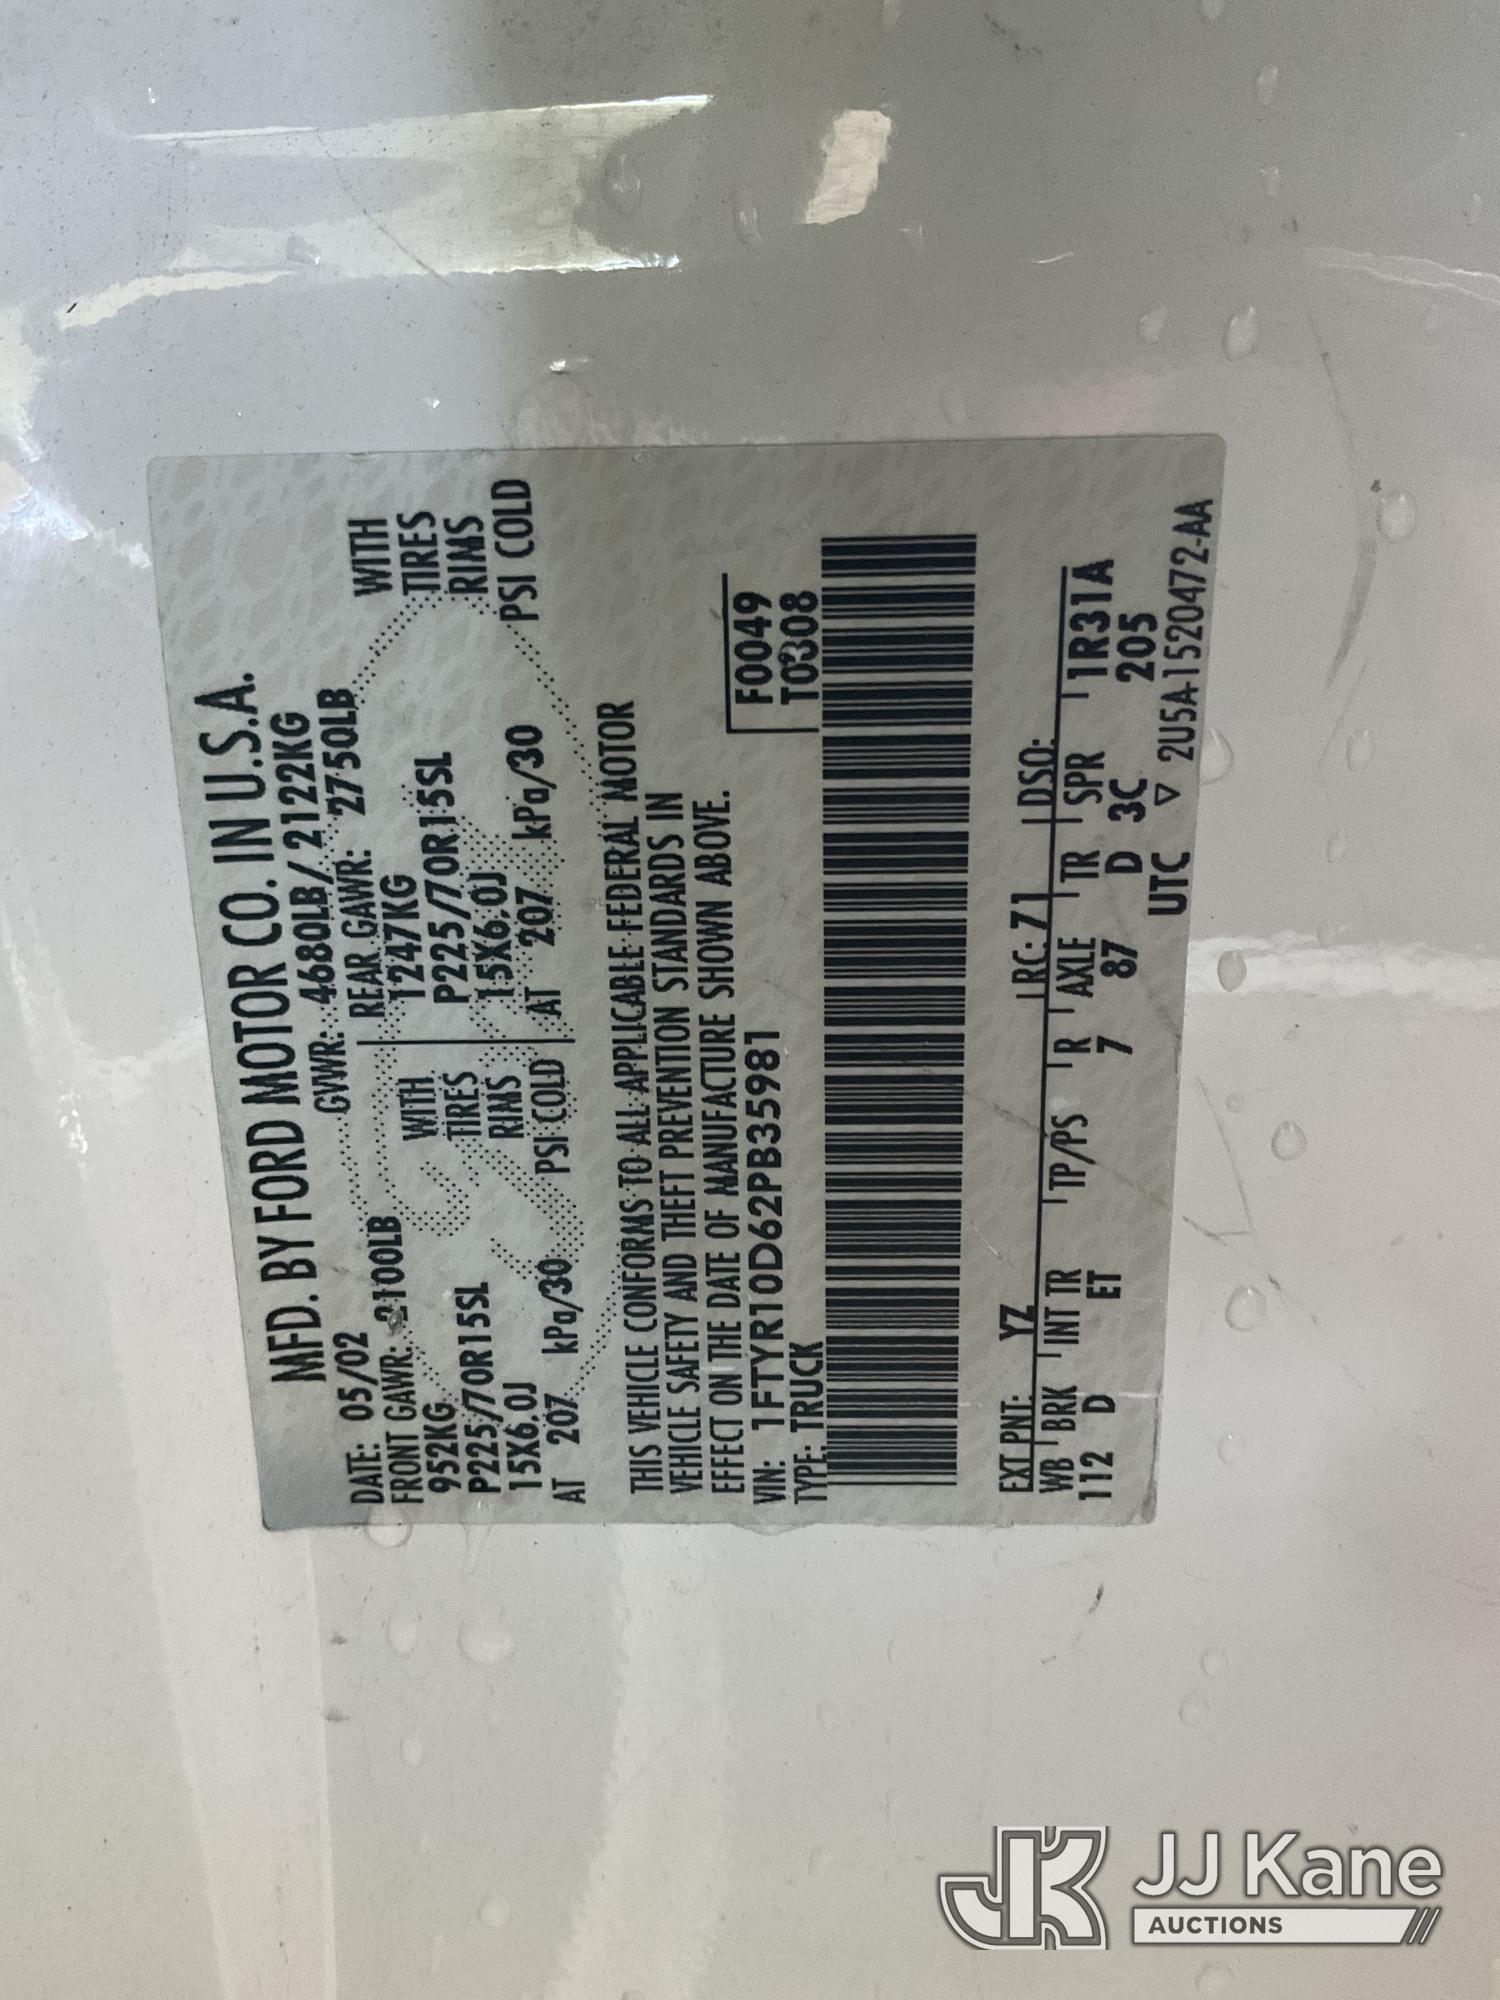 MFD. BY FORD MOTOR CO. IN U.S.A.
DATE: 05/02 GVWR: 4680LB/ 2122KG
FRONT GAWR: 2100LB REAR GAWR: 2750LB
952KG WITH 1247KG WITH
P225/70R15SL TIRES P225/70R15SL TIRES
15X6.0J RIMS 15X6.0J RIMS
AT 207 kPa/30 PSI COLD AT 207 kPa/30 PSI COLD
THIS VEHICLE CONFORMS TO ALL APPLICABLE FEDERAL MOTOR
VEHICLE SAFETY AND THEFT PREVENTION STANDARDS IN
EFFECT ON THE DATE OF MANUFACTURE SHOWN ABOVE.
VIN: 1FTYR10D62PB35981 F0049
TYPE: TRUCK T0308
EXT PNT: YZ RC: 71 DSO:
WB BRK INT TR TP/PS R AXLE TR SPR 1R31A
112 D ET 7 87 D 3C 205
UTC ▽ 2U5A-1520472-AA
JK JJ Kane
AUCTIONS